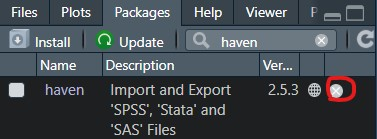 Files Plots Packages Help Viewer P
Install Update haven
Name Description Ver...
haven Import and Export 2.5.3
'SPSS', 'Stata' and
'SAS' Files